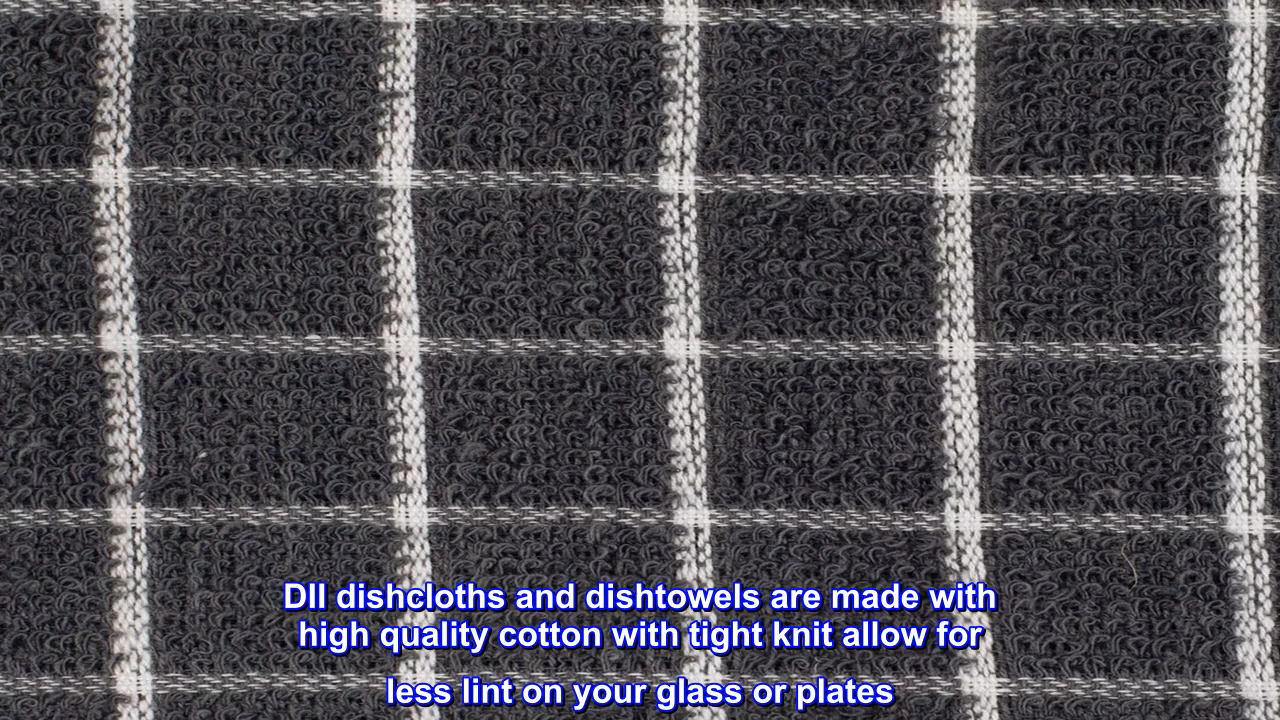 DII dishcloths and dishtowels are made with
high quality cotton with tight knit allow for
less lint on your glass or plates